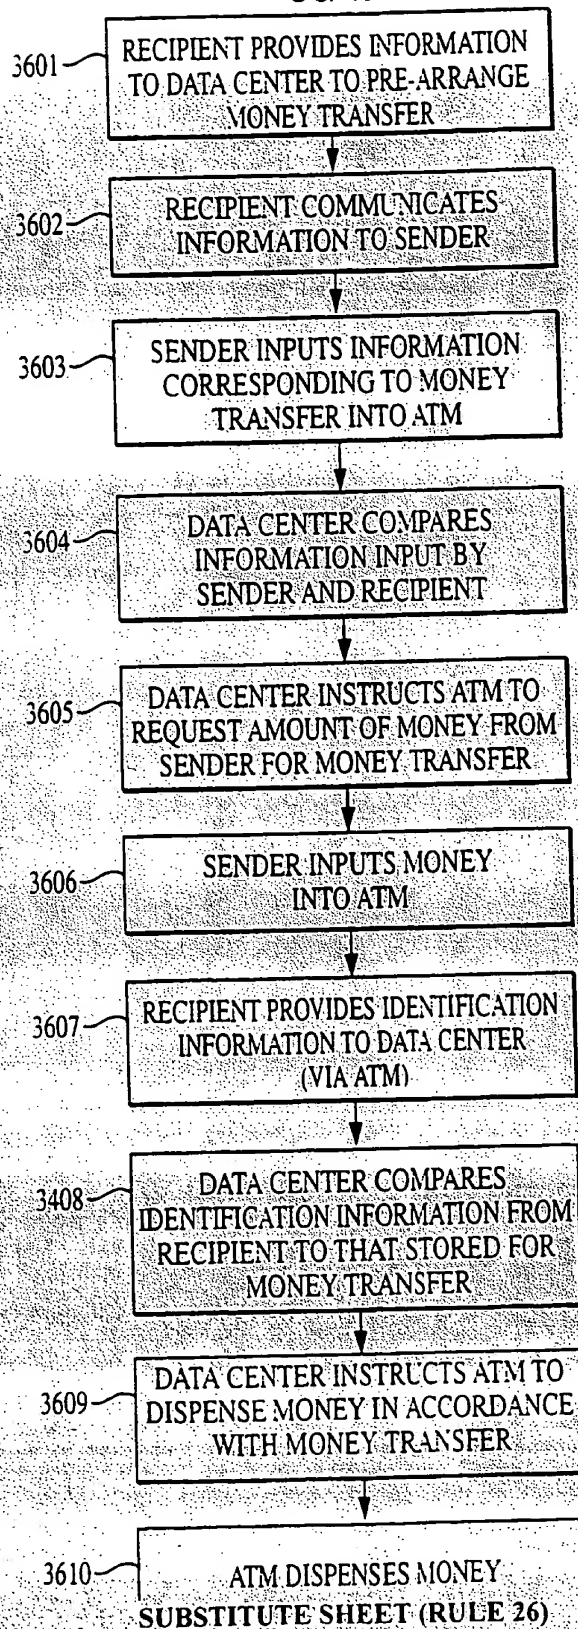 3601
RECIPIENT PROVIDES INFORMATION
TO DATA CENTER TO PRE-ARRANGE
MONEY TRANSFER
3602
RECIPIENT COMMUNICATES
INFORMATION TO SENDER
3603
SENDER INPUTS INFORMATION
CORRESPONDING TO MONEY
TRANSFER INTO ATM
3604
DATA CENTER COMPARES
INFORMATION INPUT BY
SENDER AND RECIPIENT
3605
DATA CENTER INSTRUCTS ATM TO
REQUEST AMOUNT OF MONEY FROM
SENDER FOR MONEY TRANSFER
3606
SENDER INPUTS MONEY
INTO ATM
3607
RECIPIENT PROVIDES IDENTIFICATION
INFORMATION TO DATA CENTER
(VIA ATM)
3408
DATA CENTER COMPARES
IDENTIFICATION INFORMATION FROM
RECIPIENT TO THAT STORED FOR
MONEY TRANSFER
3609
DATA CENTER INSTRUCTS ATM TO
DISPENSE MONEY IN ACCORDANCE
WITH MONEY TRANSFER
3610
ATM DISPENSES MONEY
SUBSTITUTE SHEET (RULE 26)